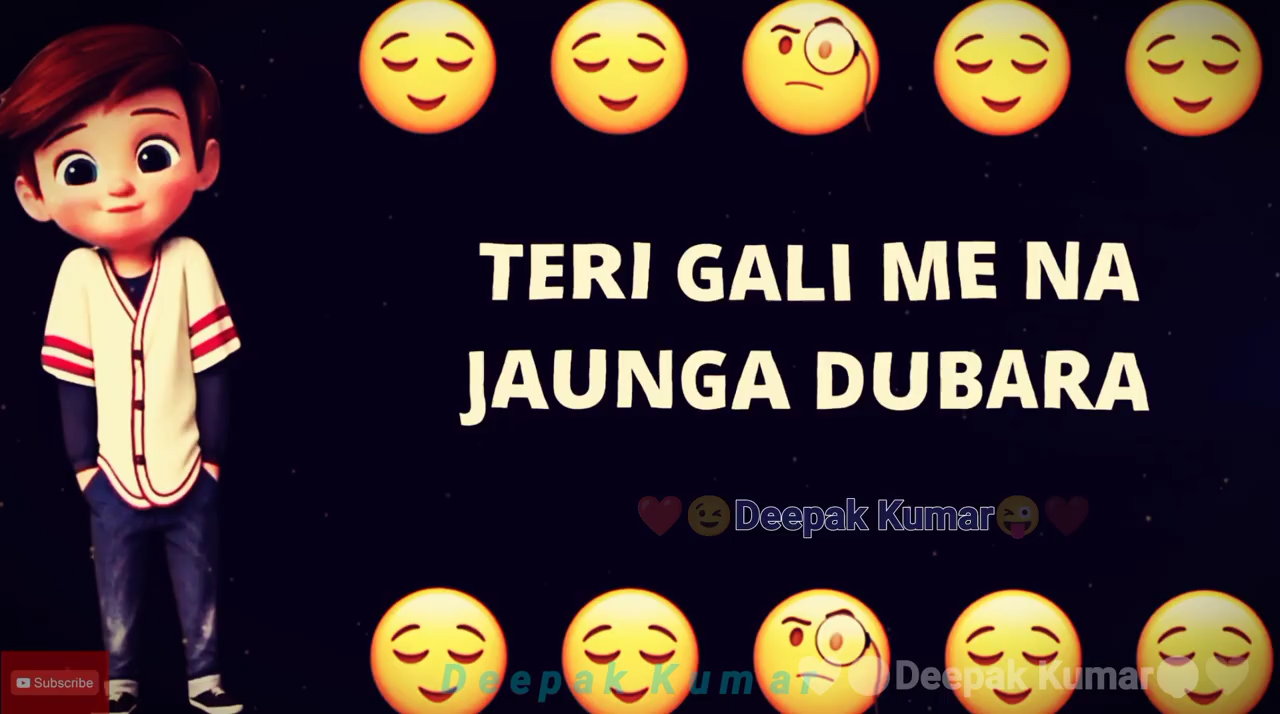 TERI GALI ME NA
JAUNGA DUBARA
❤️😉Deepak Kumar😜❤️
Subscribe
Deepak Kumar
Deepak Kumar